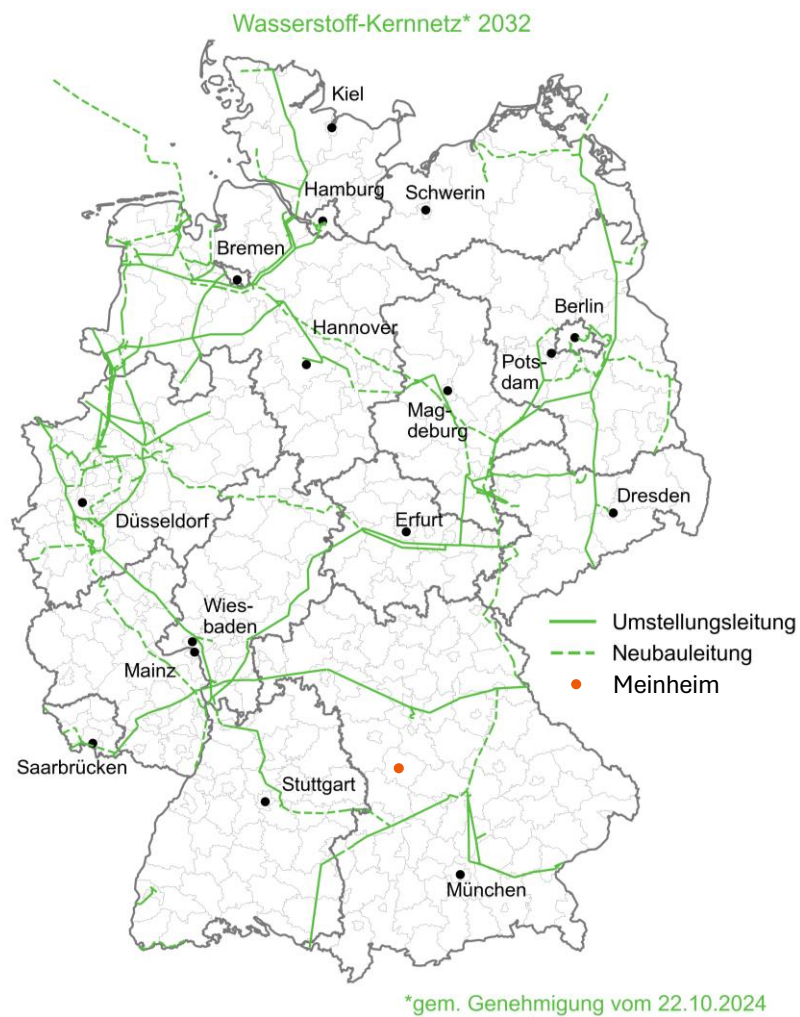 Wasserstoff-Kernnetz* 2032
Kiel
Hamburg
Schwerin
Bremen
Berlin
Hannover
Pots-
dam
Mag-
deburg
Dresden
Düsseldorf
Erfurt
Wies-
baden
Umstellungsleitung
Neubauleitung
Mainz
Meinheim
Saarbrücken
Stuttgart
München
*gem. Genehmigung vom 22.10.2024